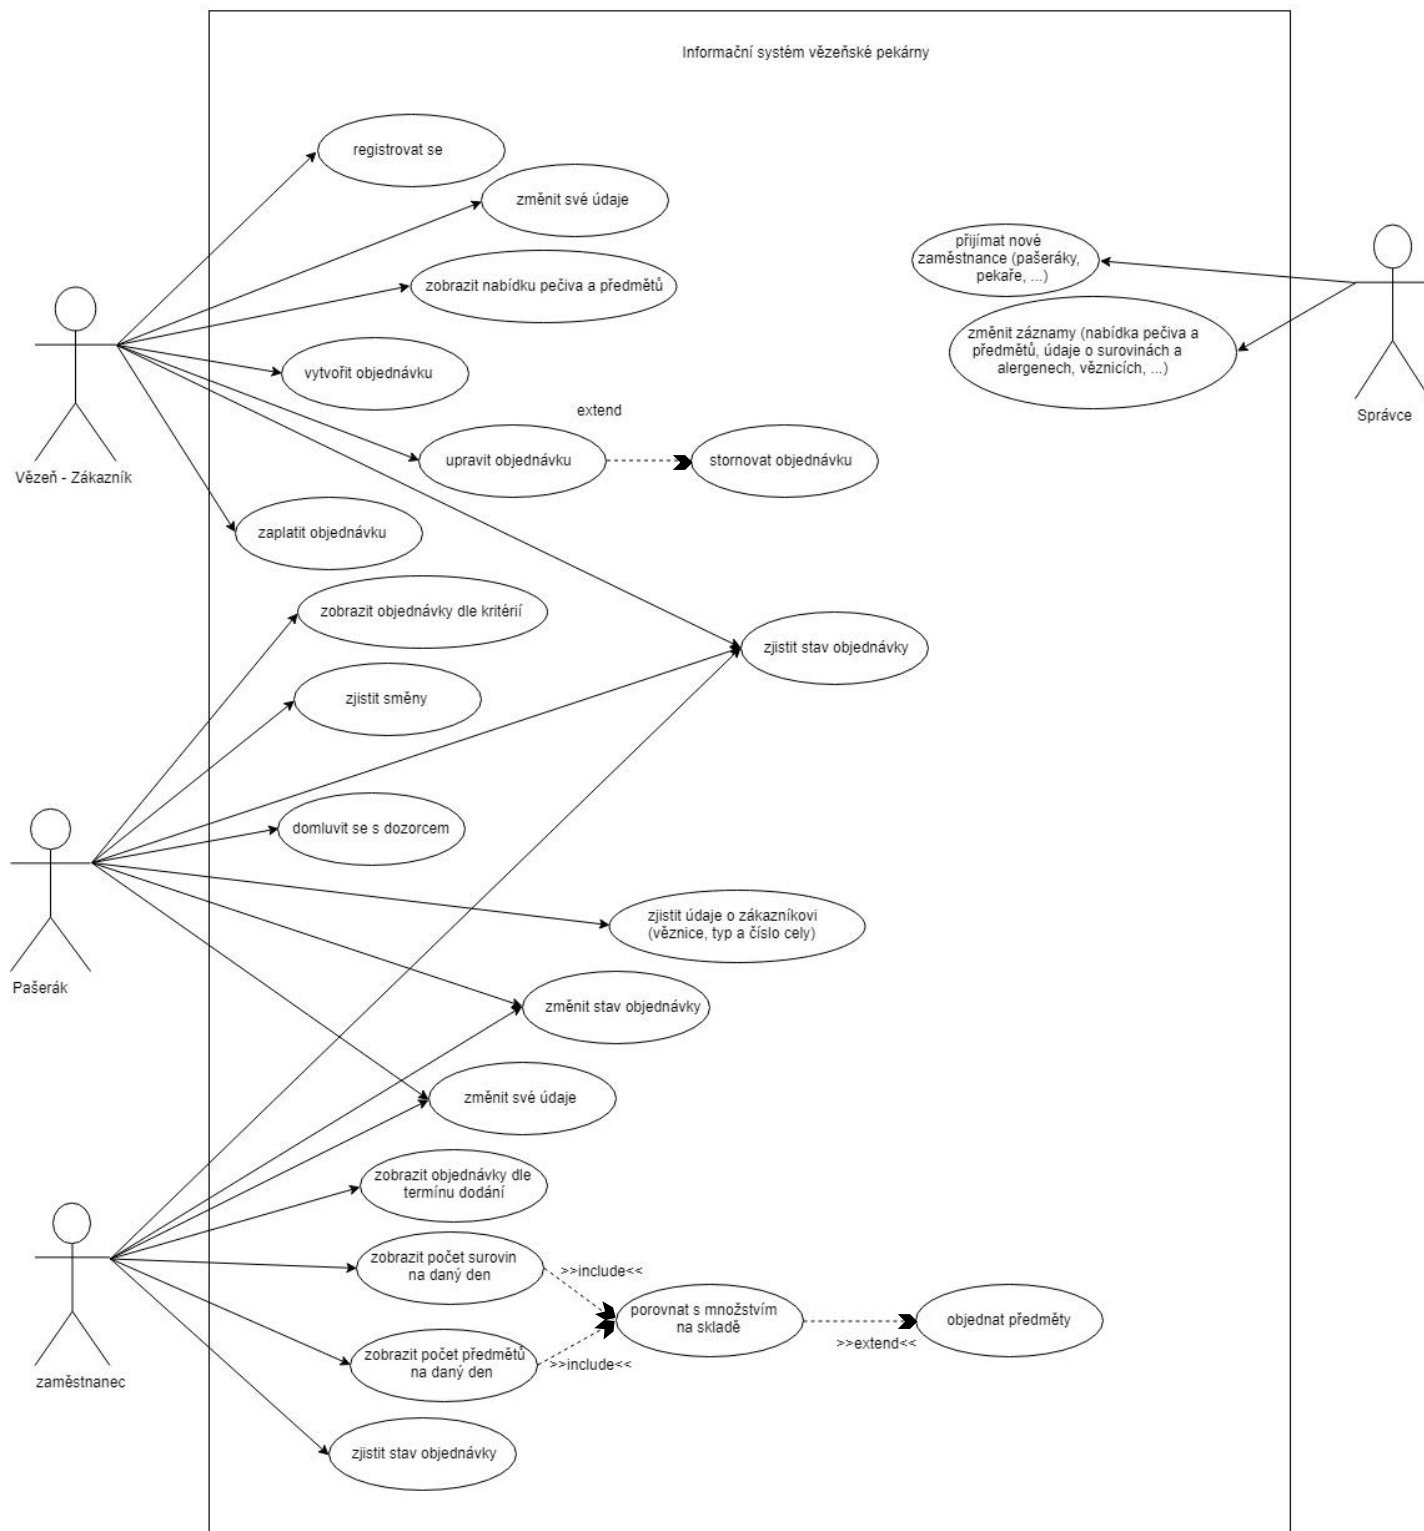 Informační systém vězeňské pekárny
registrovat se
změnit své údaje
přijímat nové
zaměstnance (pašeráky,
pekaře, ...)
zobrazit nabídku pečiva a předmětů
změnit záznamy (nabídka pečiva a
předmětů, údaje o surovinách a
alergenech, věznicích, ...)
vytvořit objednávku
extend
Správce
upravit objednávku
stornovat objednávku
Vězeň - Zákazník
zaplatit objednávku
zobrazit objednávky dle kritérií
zjistit stav objednávky
zjistit směny
domluvit se s dozorcem
zjistit údaje o zákazníkovi
(věznice, typ a číslo cely)
Pašerák
změnit stav objednávky
změnit své údaje
zobrazit objednávky dle
termínu dodání
zobrazit počet surovin
na daný den
>>include<<
porovnat s množstvím
na skladě
objednat předměty
>>extend<<
zobrazit počet předmětů
na daný den
>>include<<
zaměstnanec
zjistit stav objednávky